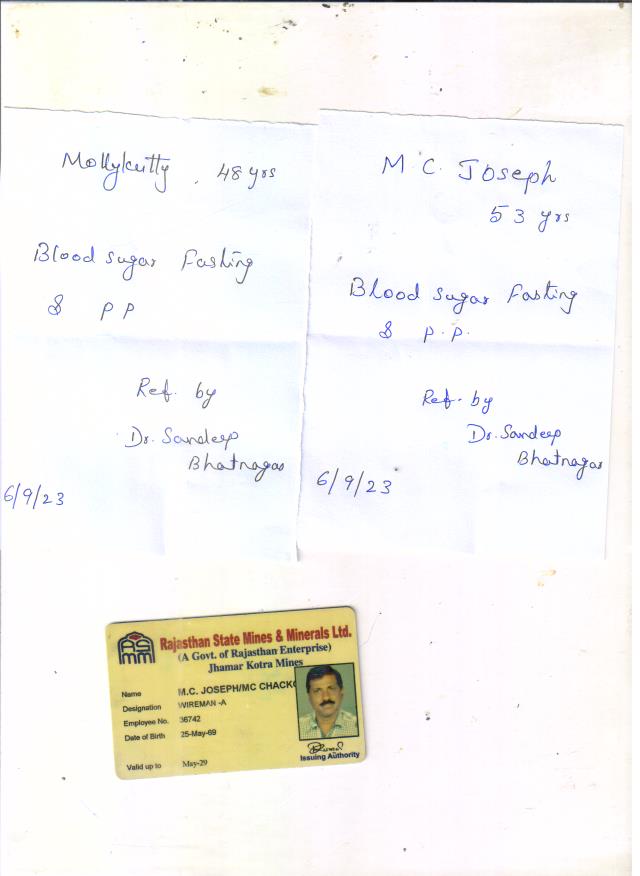 Mollykutty, 48 yrs
Blood sugar Fasting
& PP
Ref. by
Dr. Sandeep
Bhatnagar
6/9/23
M.C. Joseph
53 yrs
Blood sugar Fasting
& P.P.
Ref. by
Dr. Sandeep
Bhatnagar
6/9/23
RSMM
Rajasthan State Mines & Minerals Ltd.
(A Govt. of Rajasthan Enterprise)
Jhamar Kotra Mines
Name M.C. JOSEPH/MC CHACKO
Designation WIREMAN -A
Employee No. 36742
Date of Birth 25-May-69
Valid up to May-29
Issuing Authority